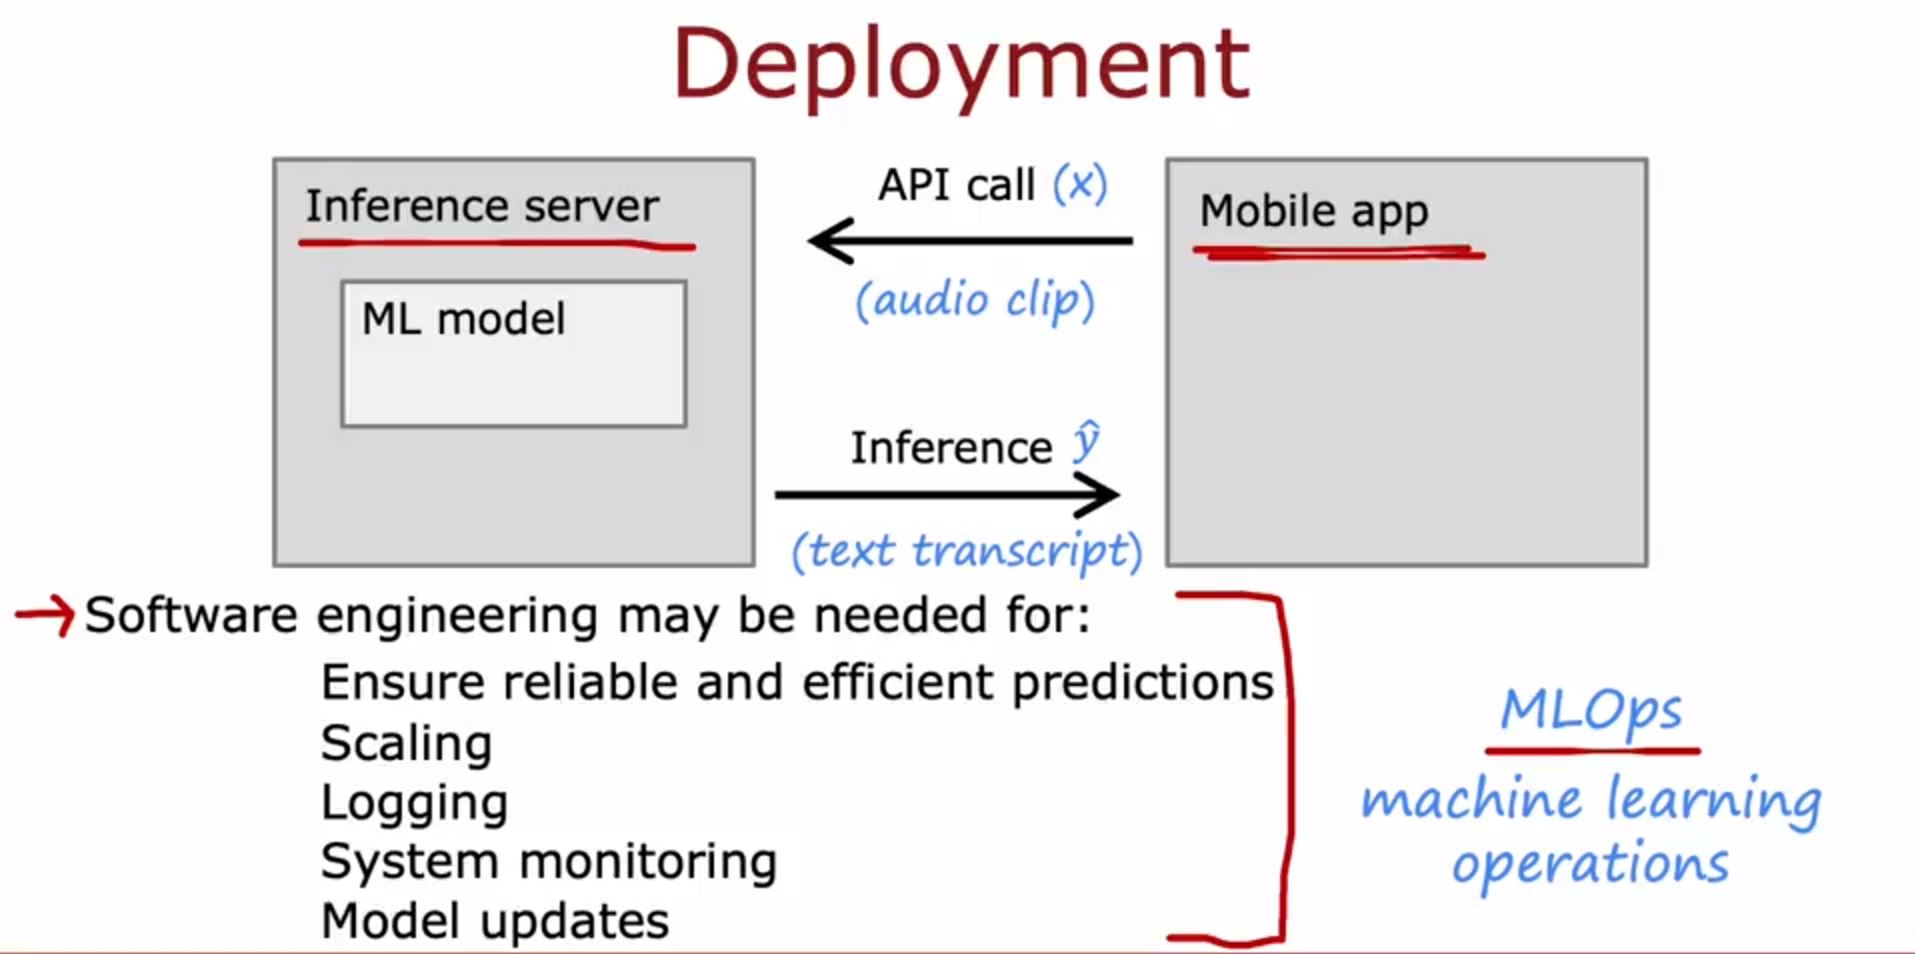 Deployment
Inference server
ML model
API call (x)
(audio clip)
Inference ŷ
(text transcript)
Mobile app
Software engineering may be needed for:
Ensure reliable and efficient predictions
Scaling
Logging
System monitoring
Model updates
MLOps
machine learning
operations